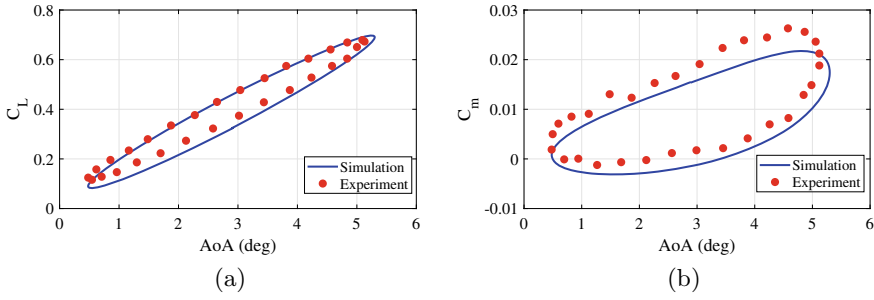 0.8
0.6
0.4
0.2
0
C_L
0 1 2 3 4 5 6
AoA (deg)
Simulation
Experiment
(a)
0.03
0.02
0.01
0
-0.01
C_m
0 1 2 3 4 5 6
AoA (deg)
Simulation
Experiment
(b)